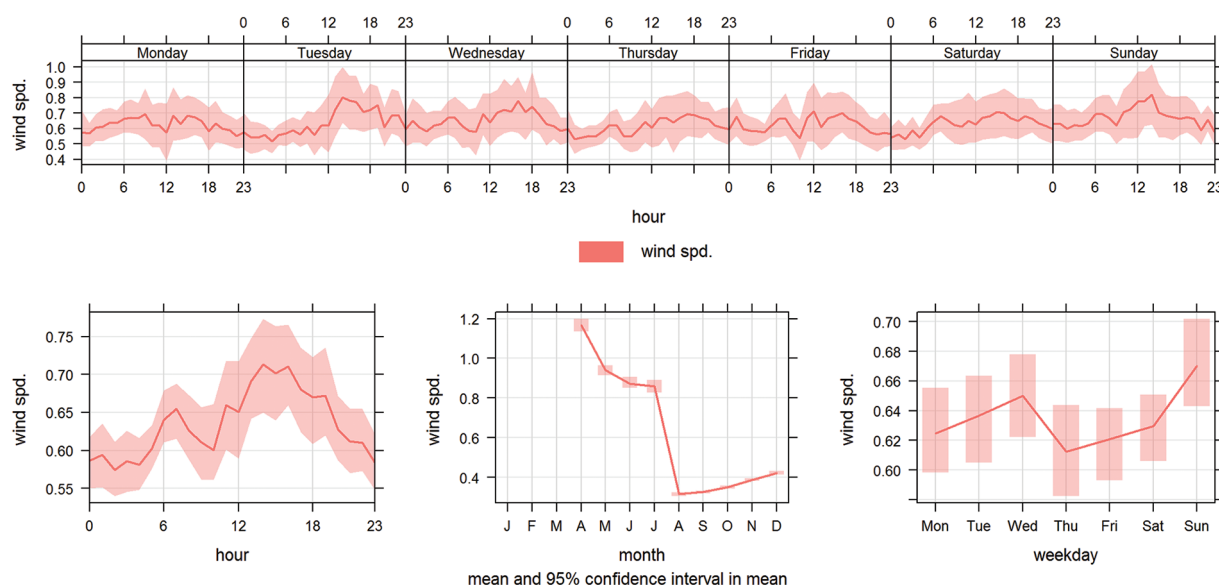 0 6 12 18 23 0 6 12 18 23 0 6 12 18 23
Monday Tuesday Wednesday Thursday Friday Saturday Sunday
wind spd.
1.0
0.9
0.8
0.7
0.6
0.5
0.4
0 6 12 18 23 0 6 12 18 23 0 6 12 18 23 0 6 12 18 23
hour
wind spd.
wind spd.
0.75
0.70
0.65
0.60
0.55
0 6 12 18 23
hour
wind spd.
1.2
1.0
0.8
0.6
0.4
J F M A M J J A S O N D
month
wind spd.
0.70
0.68
0.66
0.64
0.62
0.60
Mon Tue Wed Thu Fri Sat Sun
weekday
mean and 95% confidence interval in mean